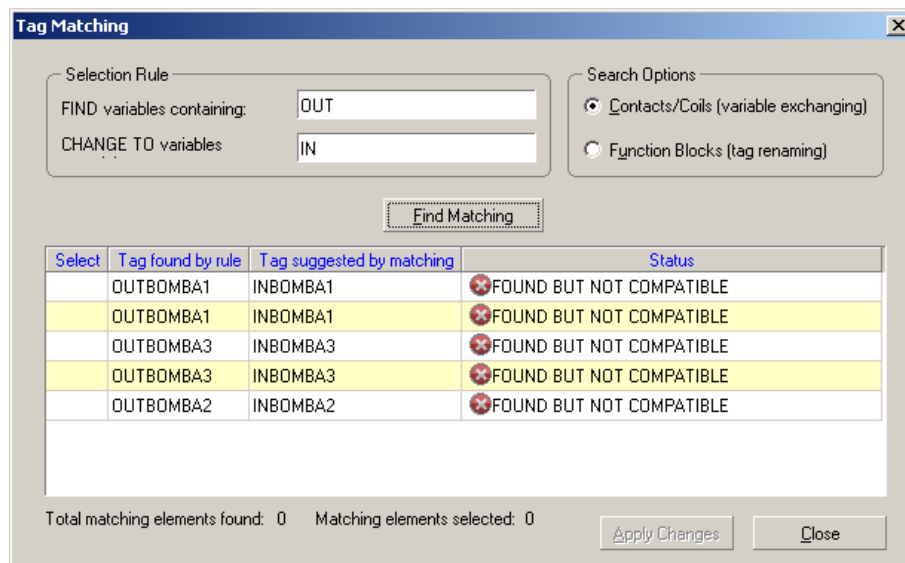 Tag Matching
Selection Rule
FIND variables containing: OUT
CHANGE TO variables IN
Search Options
Contacts/Coils (variable exchanging)
Function Blocks (tag renaming)
Find Matching
Select Tag found by rule Tag suggested by matching Status
OUTBOMBA1 INBOMBA1 FOUND BUT NOT COMPATIBLE
OUTBOMBA1 INBOMBA1 FOUND BUT NOT COMPATIBLE
OUTBOMBA3 INBOMBA3 FOUND BUT NOT COMPATIBLE
OUTBOMBA3 INBOMBA3 FOUND BUT NOT COMPATIBLE
OUTBOMBA2 INBOMBA2 FOUND BUT NOT COMPATIBLE
Total matching elements found: 0 Matching elements selected: 0
Apply Changes Close